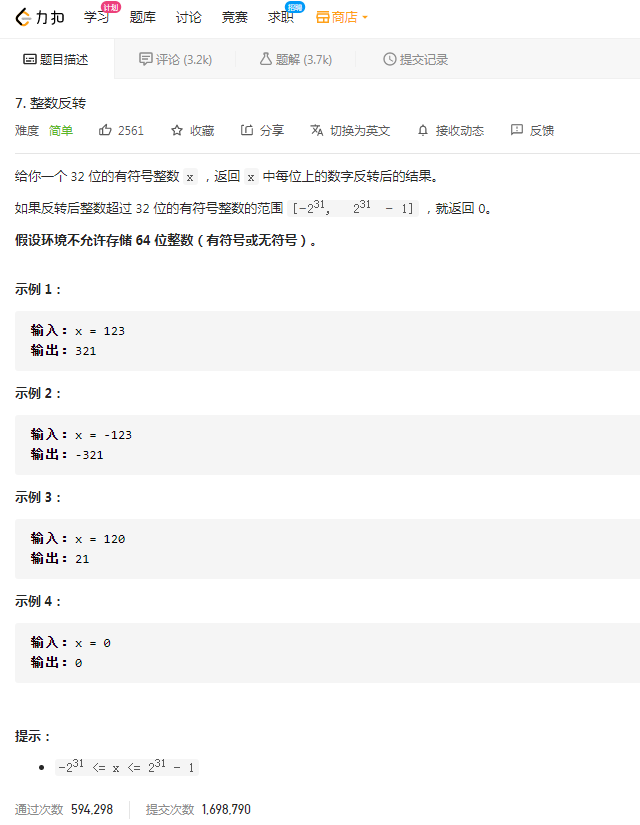 力扣 学习 计划 题库 讨论 竞赛 求职 招聘 商店
题目描述 评论 (3.2k) 题解 (3.7k) 提交记录
7. 整数反转
难度 简单 2561 收藏 分享 切换为英文 接收动态 反馈
给你一个 32 位的有符号整数 x ，返回 x 中每位上的数字反转后的结果。
如果反转后整数超过 32 位的有符号整数的范围 [−2³¹, 2³¹ − 1] ，就返回 0。
假设环境不允许存储 64 位整数（有符号或无符号）。
示例 1：
输入：x = 123
输出：321
示例 2：
输入：x = -123
输出：-321
示例 3：
输入：x = 120
输出：21
示例 4：
输入：x = 0
输出：0
提示：
−2³¹ <= x <= 2³¹ − 1
通过次数 594,298 提交次数 1,698,790